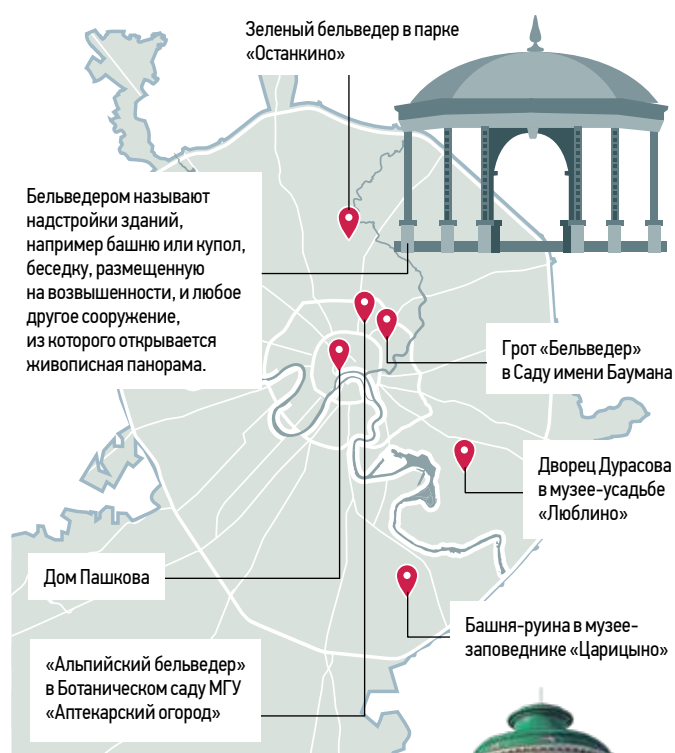 Зеленый бельведер в парке
«Останкино»
Бельведером называют
надстройки зданий,
например башню или купол,
беседку, размещенную
на возвышенности, и любое
другое сооружение,
из которого открывается
живописная панорама.
Грот «Бельведер»
в Саду имени Баумана
Дворец Дурасова
в музее-усадьбе
«Люблино»
Дом Пашкова
Башня-руина в музее-
заповеднике «Царицыно»
«Альпийский бельведер»
в Ботаническом саду МГУ
«Аптекарский огород»